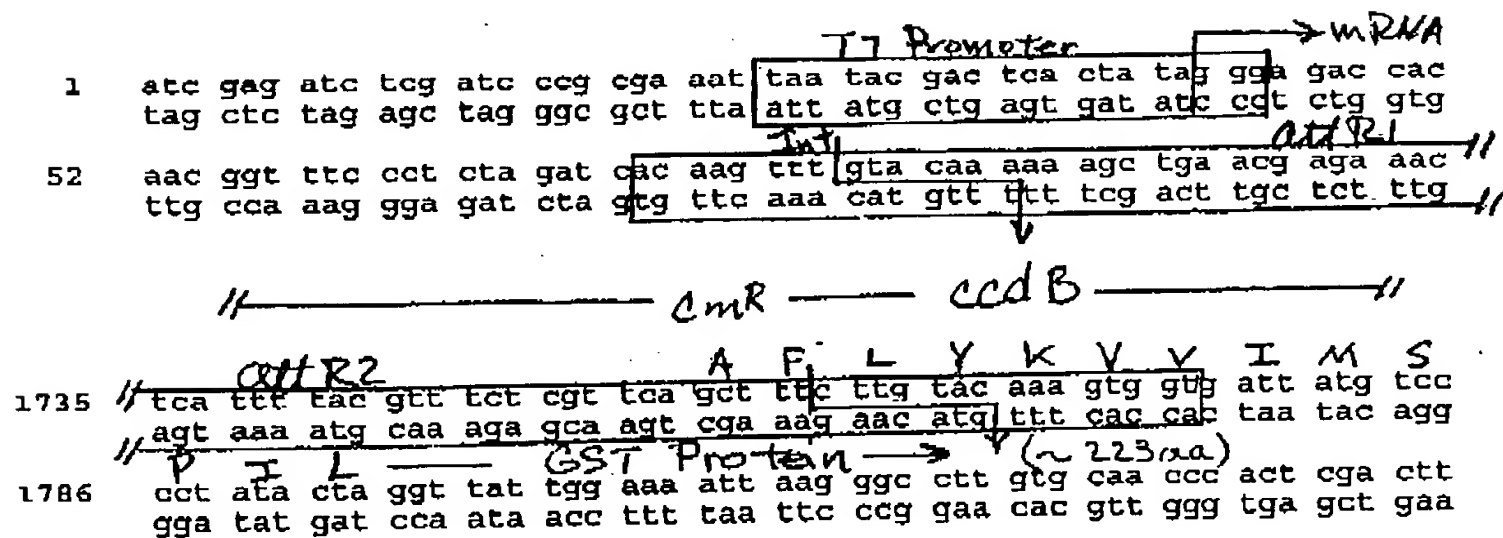 T7 Promoter mRNA
1 atc gag atc tcg atc ccg cga aat taa tac gac tca cta tag gga gac cac
tag ctc tag agc tag ggc gct tta att atg ctg agt gat atc cct ctg gtg
Int attR1
52 aac ggt ttc cct cta gat cac aag ttt gta caa aaa agc tga acg aga aac
ttg cca aag gga gat cta gtg ttc aaa cat gtt ttt tcg act tgc tct ttg
cmR ccdB
attR2 A F L Y K V V I M S
1735 tca ttt tac gtt tct cgt tca gct ttc ttg tac aaa gtg gtg att atg tcc
agt aaa atg caa aga gca agt cga aag aac atg ttt cac cac taa tac agg
P I L GST Protein (~ 223aa)
1786 cct ata cta ggt tat tgg aaa att aag ggc ctt gtg caa ccc act cga ctt
gga tat gat cca ata acc ttt taa ttc ccg gaa cac gtt ggg tga gct gaa